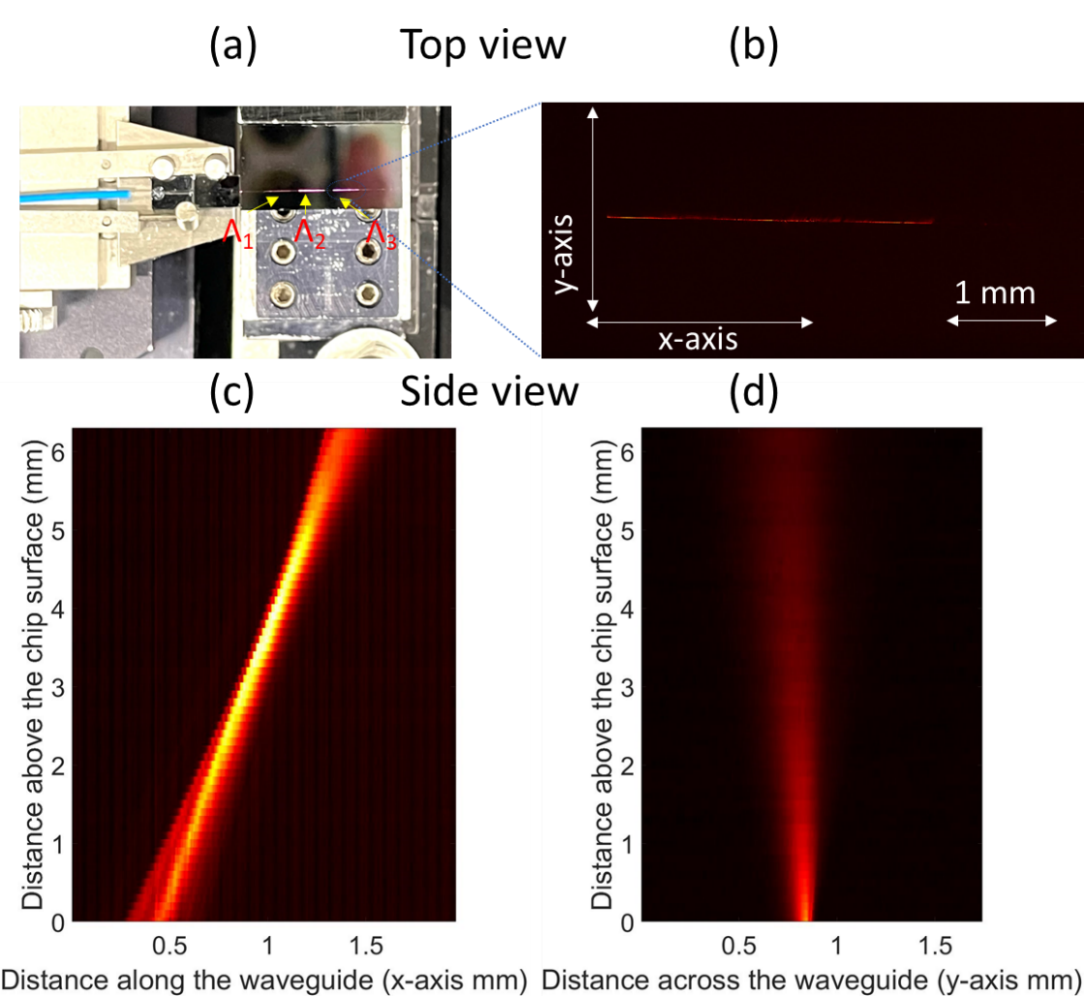 (a) Top view (b)
Λ1 Λ2 Λ3
y-axis
x-axis
1 mm
(c) Side view (d)
Distance above the chip surface (mm)
6
5
4
3
2
1
0
0.5 1 1.5
Distance along the waveguide (x-axis mm)
Distance above the chip surface (mm)
6
5
4
3
2
1
0
0.5 1 1.5
Distance across the waveguide (y-axis mm)